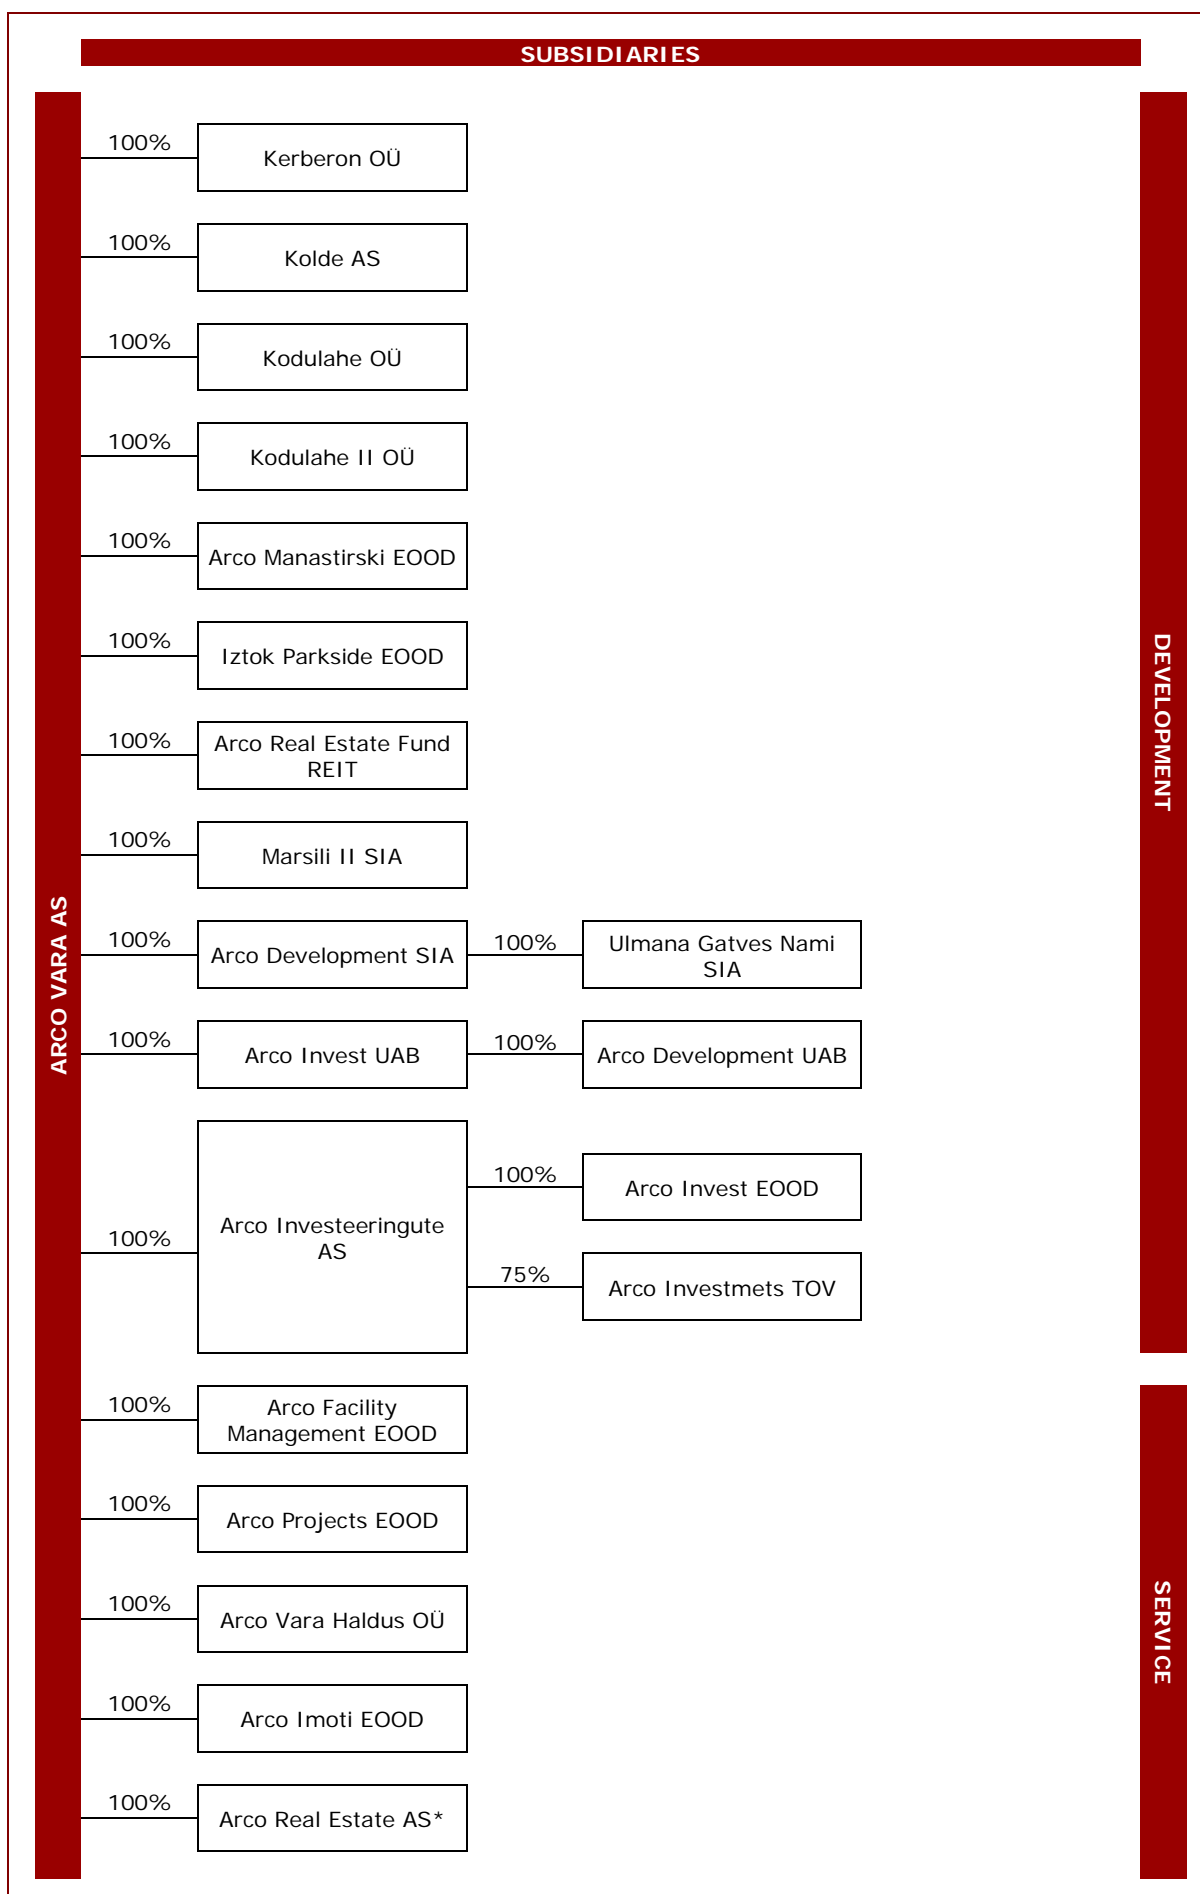 SUBSIDIARIES
ARCO VARA AS
DEVELOPMENT
100%
Kerberon OÜ
100%
Kolde AS
100%
Kodulahe OÜ
100%
Kodulahe II OÜ
100%
Arco Manastirski EOOD
100%
Iztok Parkside EOOD
100%
Arco Real Estate Fund
REIT
100%
Marsili II SIA
100%
Arco Development SIA
100%
Ulmana Gatves Nami
SIA
100%
Arco Invest UAB
100%
Arco Development UAB
100%
Arco Investeeringute
AS
100%
Arco Invest EOOD
75%
Arco Investmets TOV
SERVICE
100%
Arco Facility
Management EOOD
100%
Arco Projects EOOD
100%
Arco Vara Haldus OÜ
100%
Arco Imoti EOOD
100%
Arco Real Estate AS*